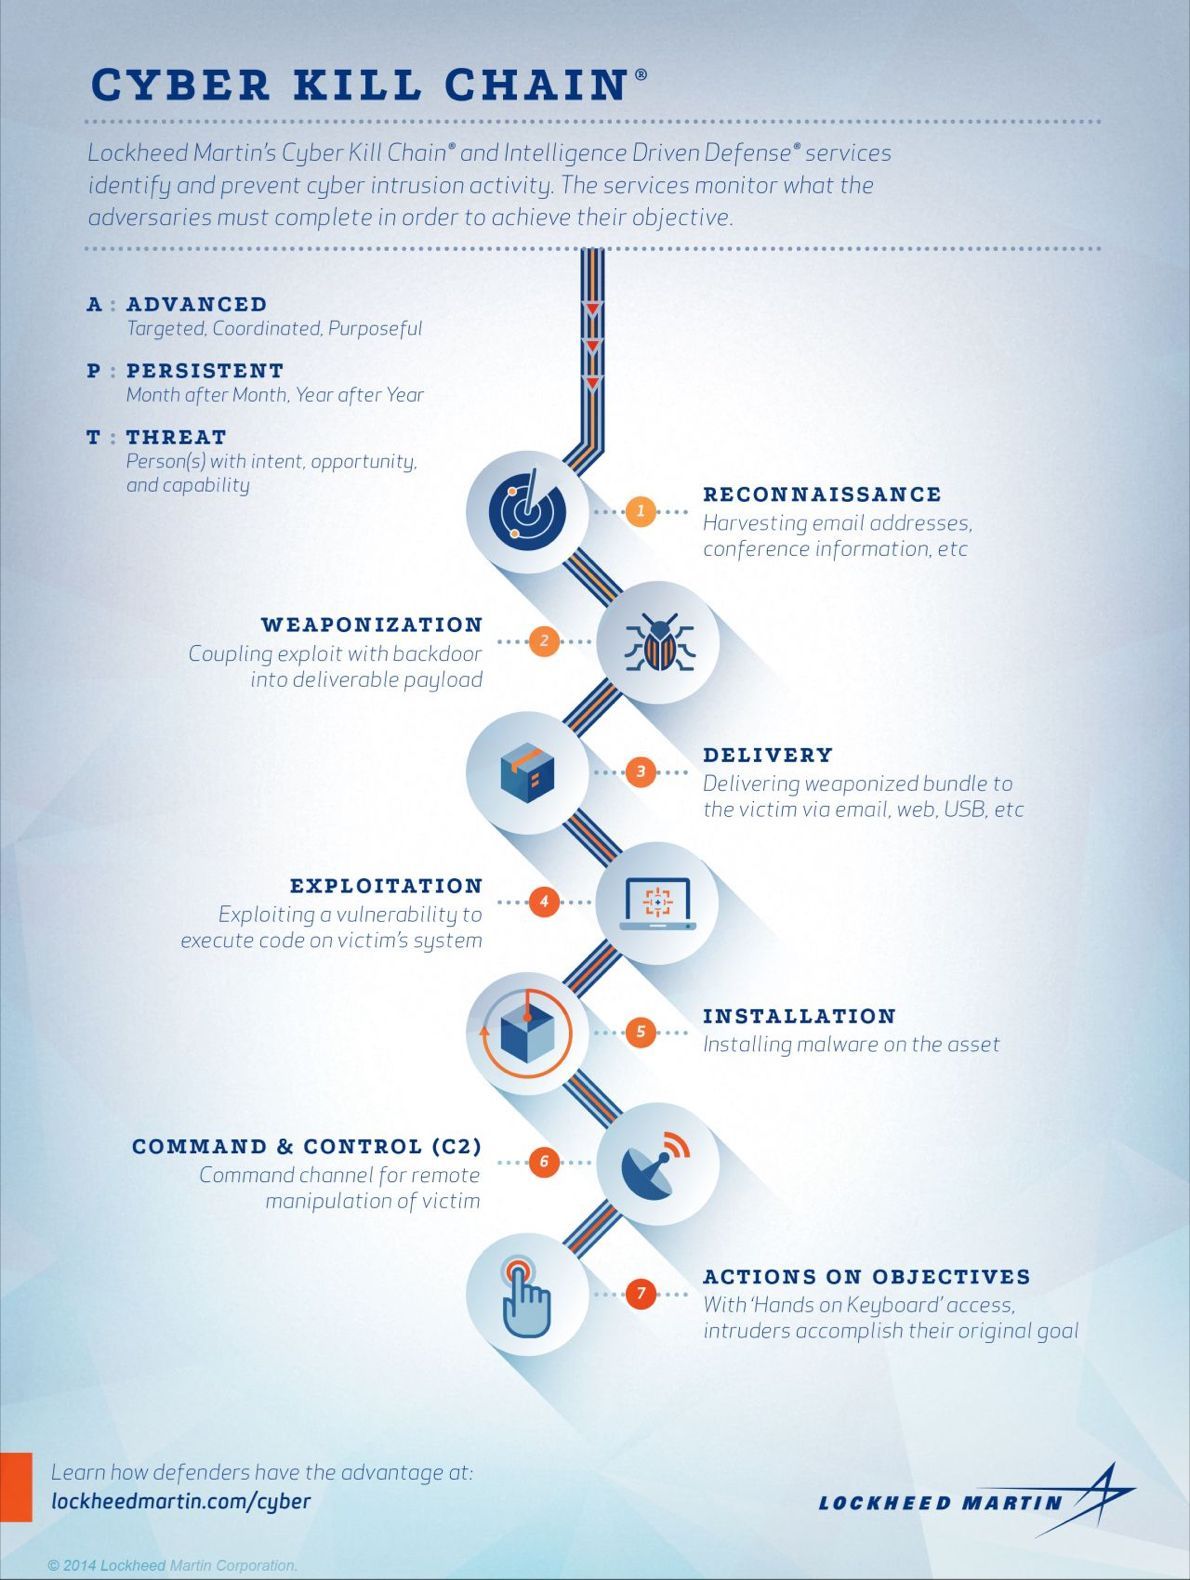 CYBER KILL CHAIN®
Lockheed Martin's Cyber Kill Chain® and Intelligence Driven Defense® services
identify and prevent cyber intrusion activity. The services monitor what the
adversaries must complete in order to achieve their objective.
A : ADVANCED
Targeted, Coordinated, Purposeful
P : PERSISTENT
Month after Month, Year after Year
T : THREAT
Person(s) with intent, opportunity,
and capability
1
RECONNAISSANCE
Harvesting email addresses,
conference information, etc
WEAPONIZATION
Coupling exploit with backdoor
into deliverable payload
2
3
DELIVERY
Delivering weaponized bundle to
the victim via email, web, USB, etc
EXPLOITATION
Exploiting a vulnerability to
execute code on victim's system
4
5
INSTALLATION
Installing malware on the asset
COMMAND & CONTROL (C2)
Command channel for remote
manipulation of victim
6
7
ACTIONS ON OBJECTIVES
With 'Hands on Keyboard' access,
intruders accomplish their original goal
Learn how defenders have the advantage at:
lockheedmartin.com/cyber
LOCKHEED MARTIN
© 2014 Lockheed Martin Corporation.